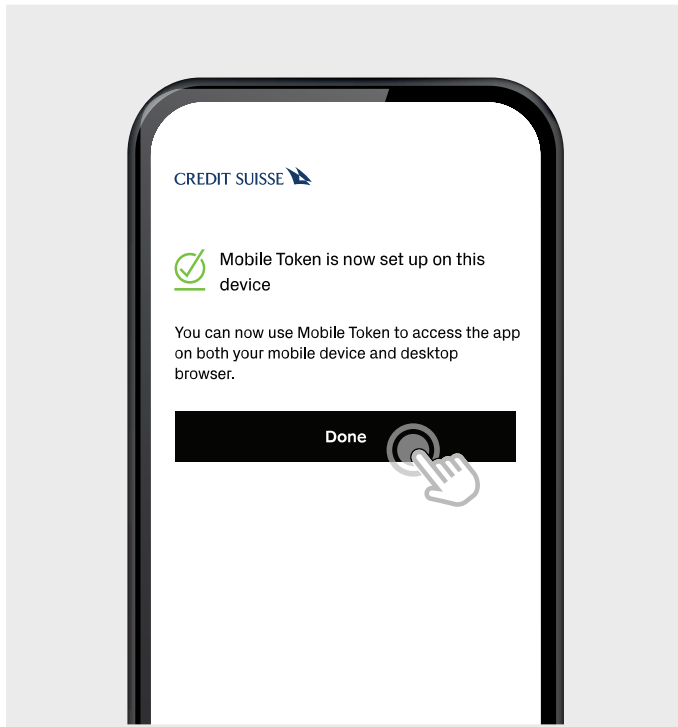 CREDIT SUISSE
Mobile Token is now set up on this
device
You can now use Mobile Token to access the app
on both your mobile device and desktop
browser.
Done